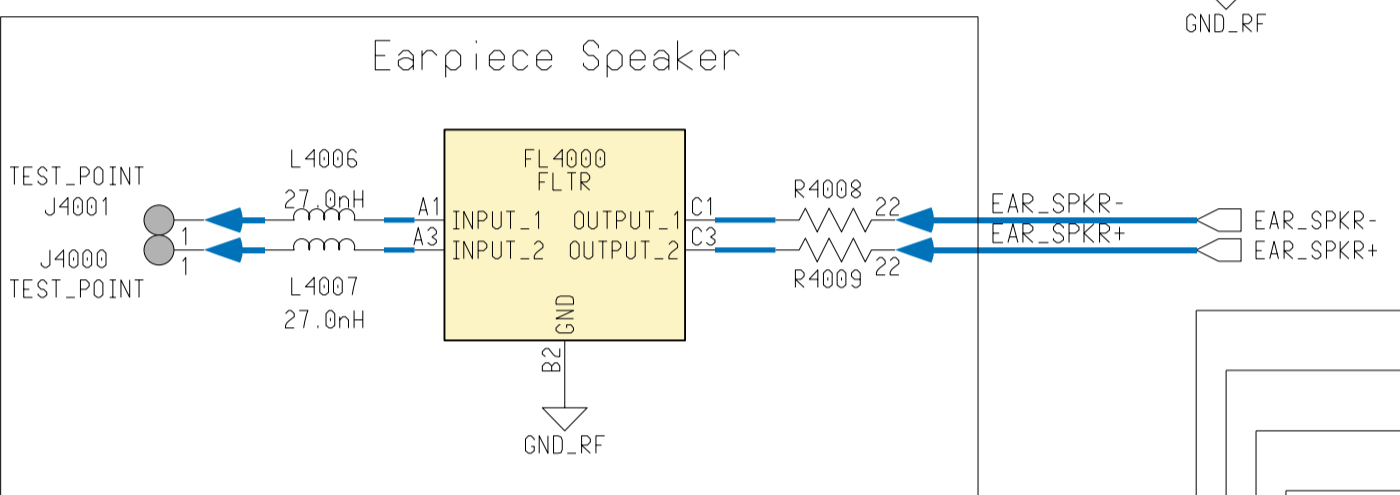 GND_RF
Earpiece Speaker
TEST_POINT
J4001
1
J4000
1
TEST_POINT
L4006
27.0nH
L4007
27.0nH
A1
A3
FL4000
FLTR
INPUT_1
OUTPUT_1
INPUT_2
OUTPUT_2
GND
B2
GND_RF
C1
C3
R4008
22
R4009
22
EAR_SPKR-
EAR_SPKR+
EAR_SPKR-
EAR_SPKR+